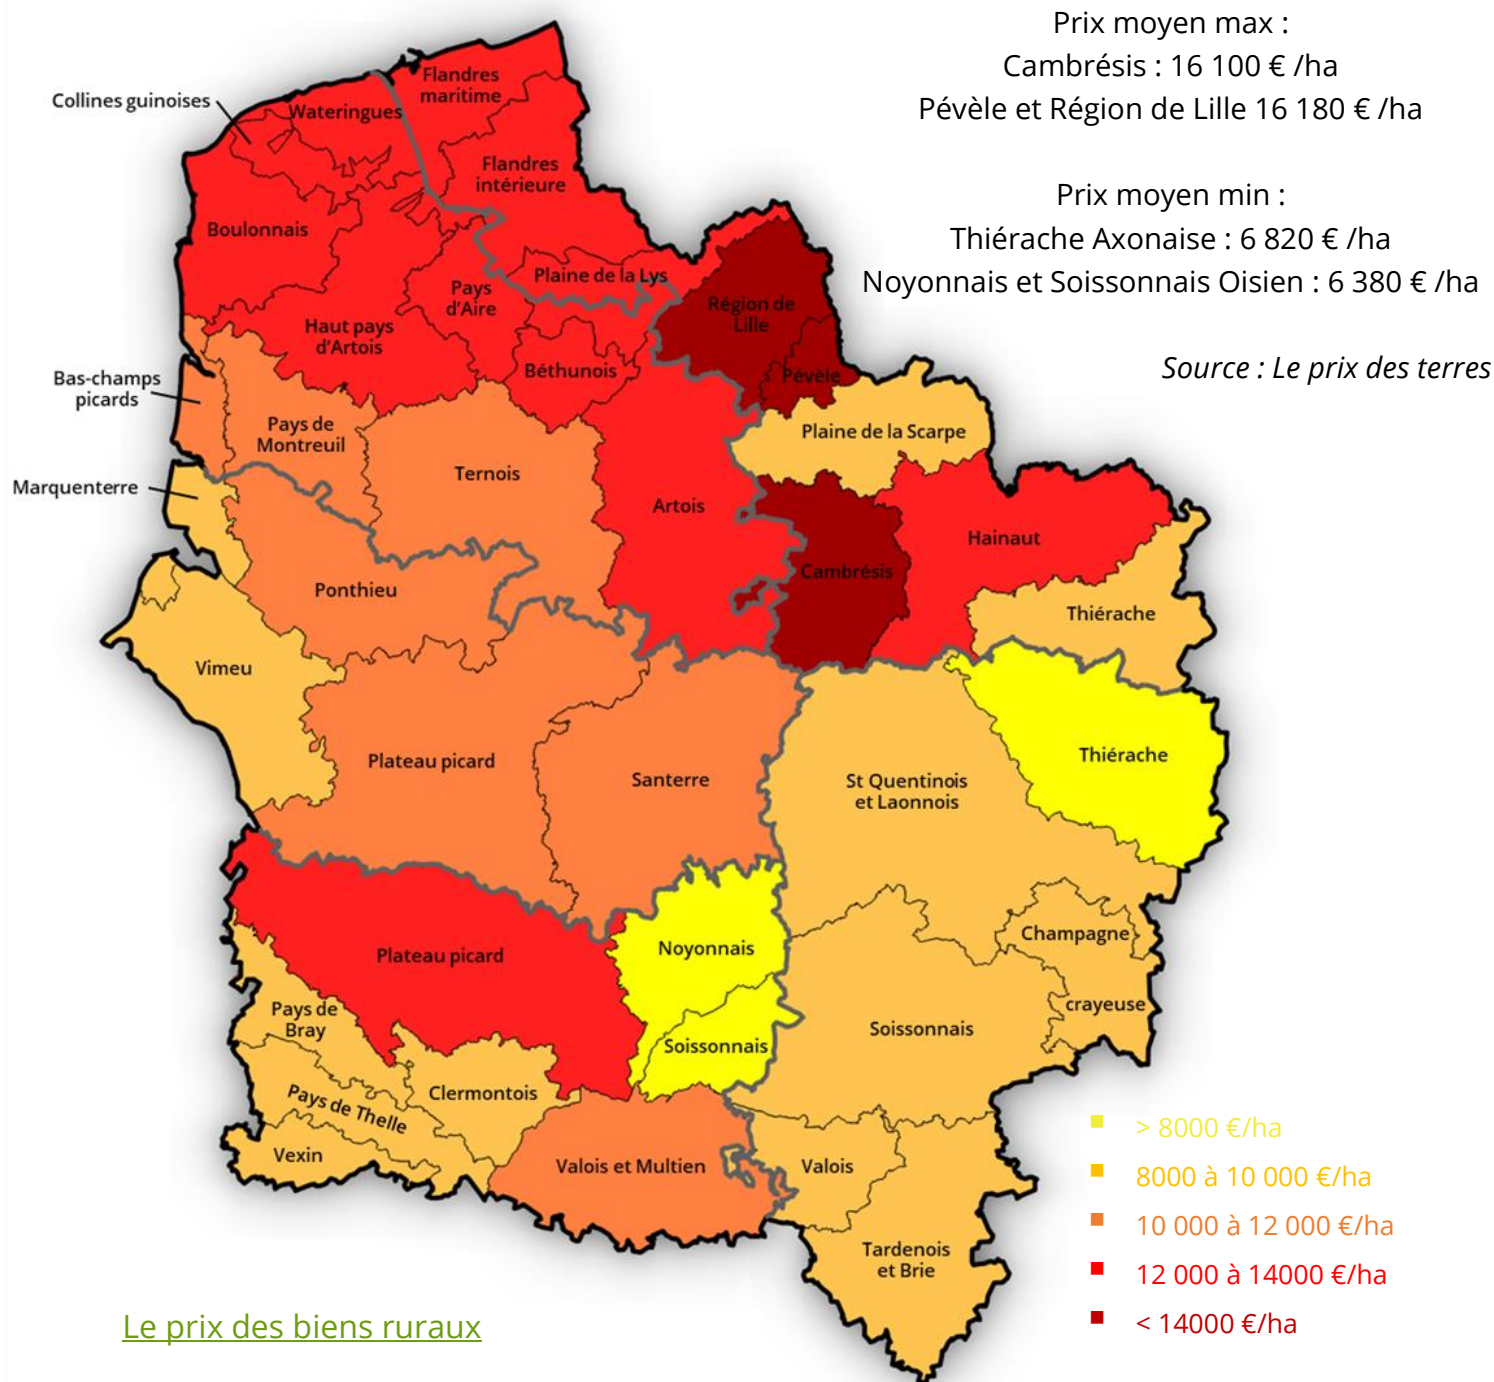 Prix moyen max :
Cambrésis : 16 100 € /ha
Pévèle et Région de Lille 16 180 € /ha
Prix moyen min :
Thiérache Axonaise : 6 820 € /ha
Noyonnais et Soissonnais Oisien : 6 380 € /ha
Source : Le prix des terres
Collines guinoises
Wateringues
Flandres
maritime
Flandres
intérieure
Boulonnais
Plaine de la Lys
Pays
d'Aire
Haut pays
d'Artois
Région de
Lille
Béthunois
Pévèle
Bas-champs
picards
Pays de
Montreuil
Plaine de la Scarpe
Ternois
Marquenterre
Artois
Hainaut
Cambrésis
Ponthieu
Thiérache
Vimeu
Plateau picard
Santerre
St Quentinois
et Laonnois
Thiérache
Plateau picard
Noyonnais
Champagne
crayeuse
Pays de
Bray
Soissonnais
Soissonnais
Clermontois
Pays de Thelle
Vexin
Valois et Multien
Valois
Tardenois
et Brie
> 8000 €/ha
8000 à 10 000 €/ha
10 000 à 12 000 €/ha
12 000 à 14000 €/ha
< 14000 €/ha
Le prix des biens ruraux